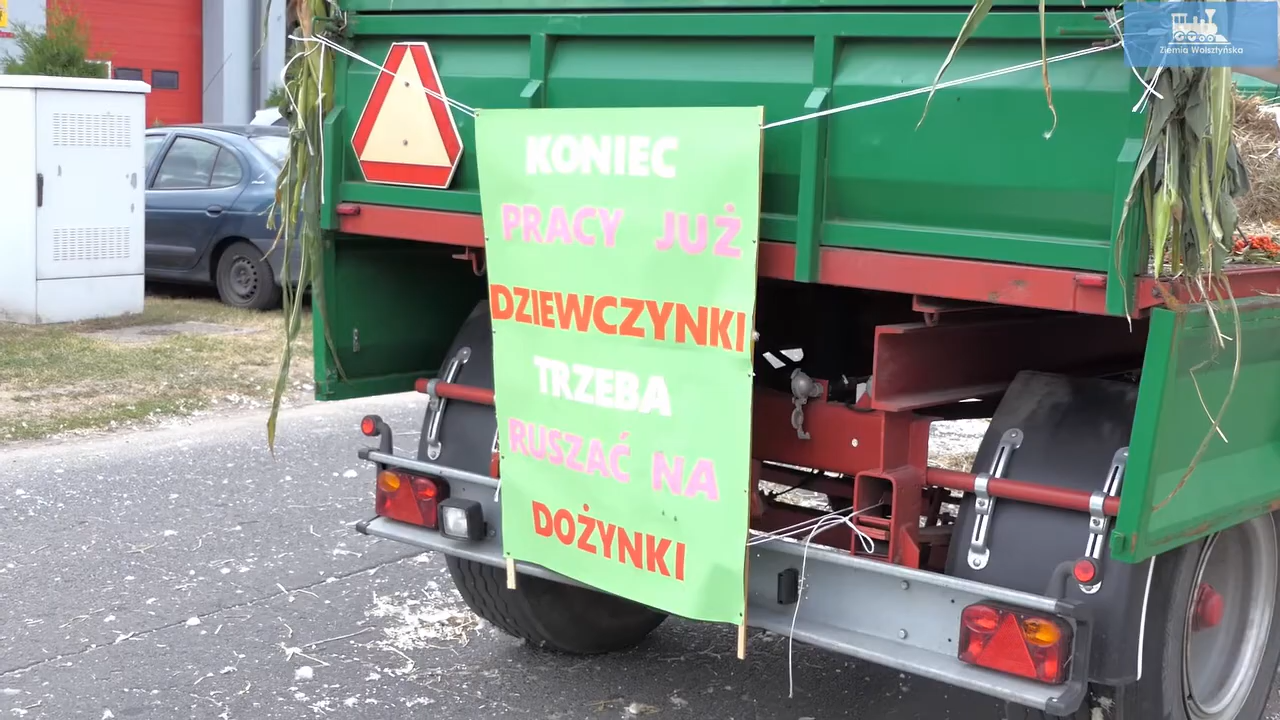 Ziemia Wolsztyńska
KONIEC
PRACY JUŻ
DZIEWCZYNKI
TRZEBA
RUSZAĆ NA
DOŻYNKI